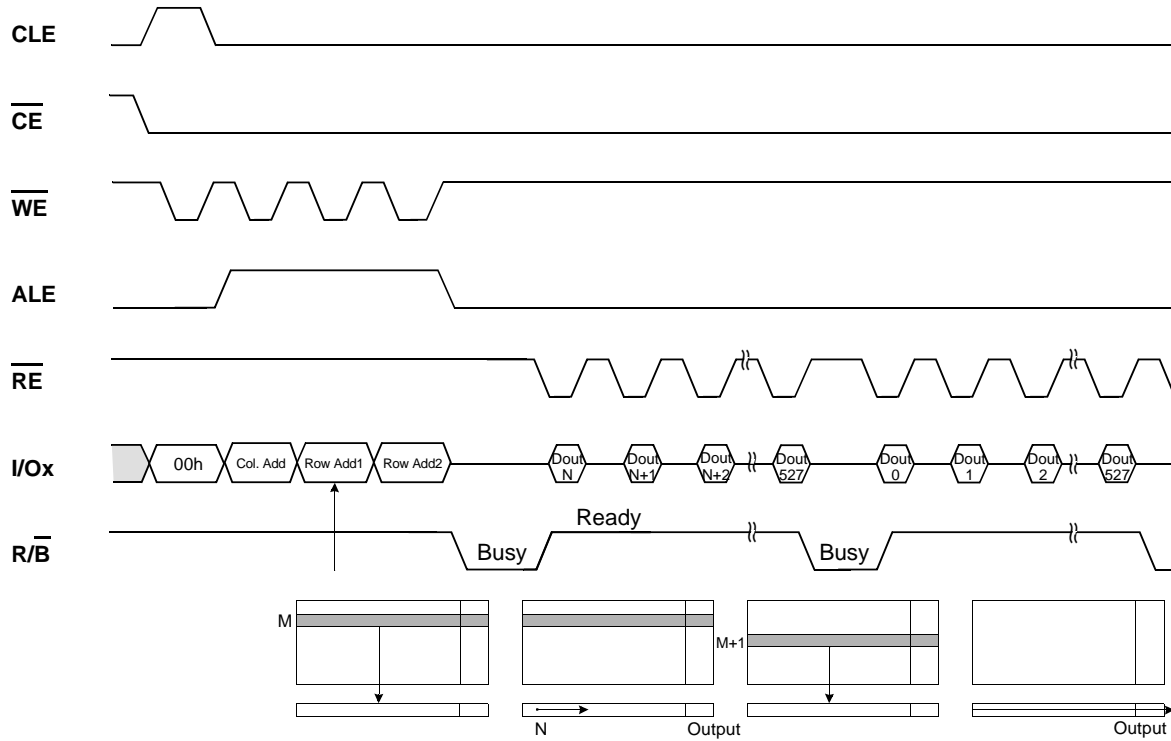 CLE
CE
WE
ALE
RE
I/Ox
00h
Col. Add
Row Add1
Row Add2
Dout
N
Dout
N+1
Dout
N+2
Dout
527
Dout
0
Dout
1
Dout
2
Dout
527
R/B
Busy
Ready
Busy
M
M+1
N
Output
Output